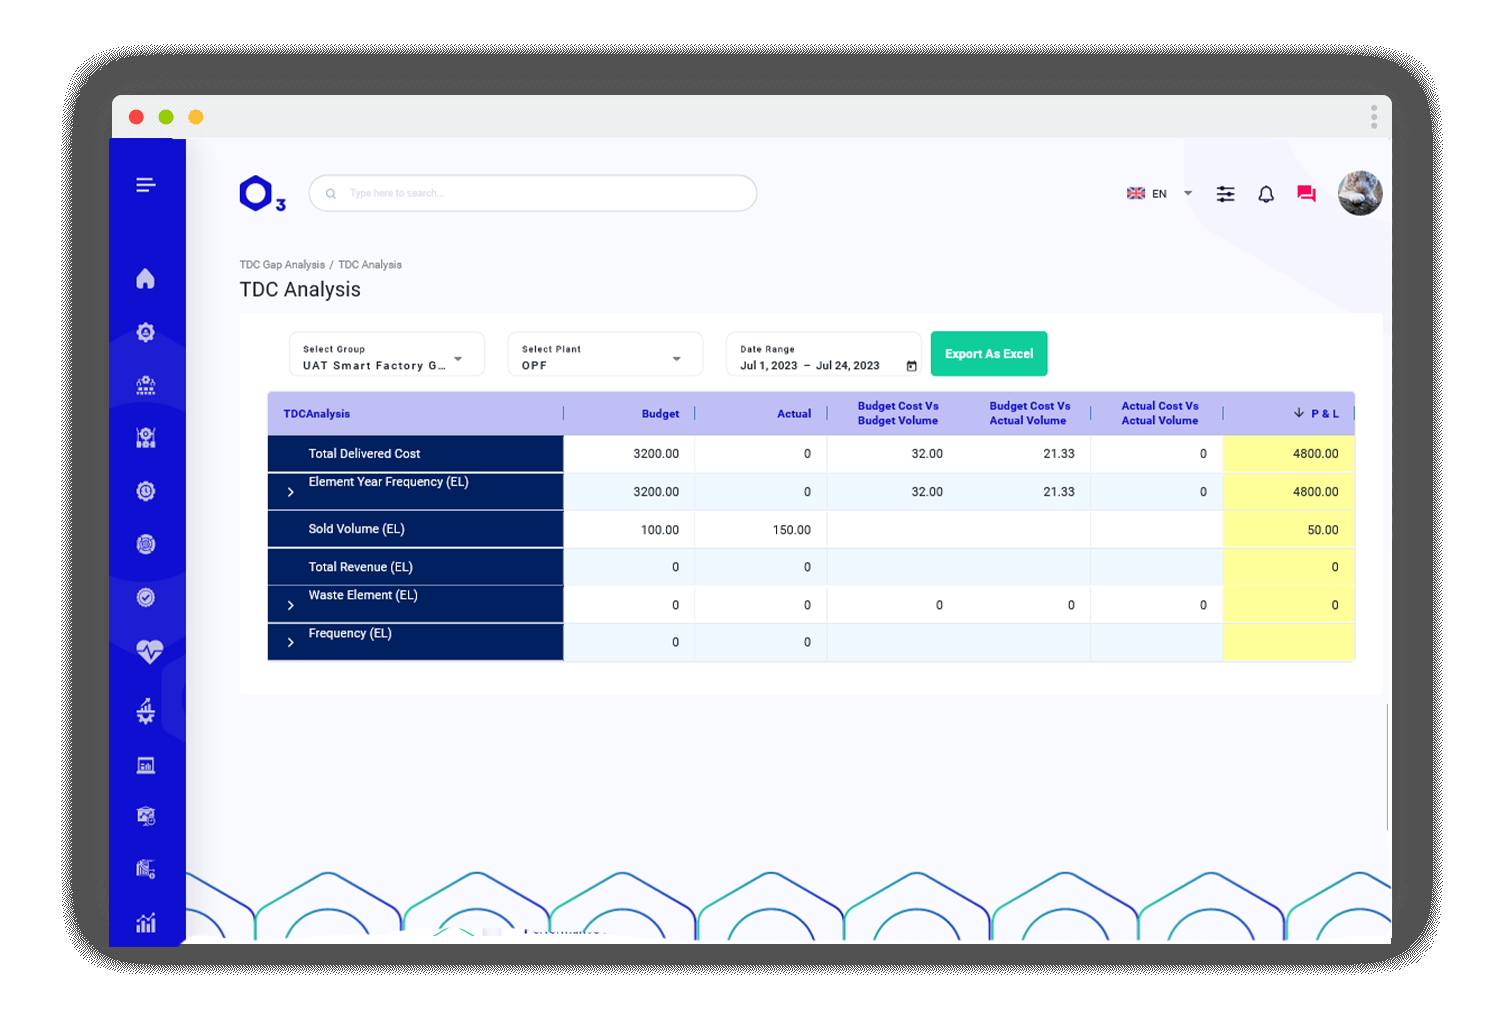 3
Type here to search...
EN
TDC Gap Analysis / TDC Analysis
TDC Analysis
Select Group
UAT Smart Factory G...
Select Plant
OPF
Date Range
Jul 1, 2023 – Jul 24, 2023
Export As Excel
TDCAnalysis Budget Actual Budget Cost Vs Budget Cost Vs Actual Cost Vs P & L
Budget Volume Actual Volume Actual Volume
Total Delivered Cost 3200.00 0 32.00 21.33 0 4800.00
Element Year Frequency (EL) 3200.00 0 32.00 21.33 0 4800.00
Sold Volume (EL) 100.00 150.00 50.00
Total Revenue (EL) 0 0 0
Waste Element (EL) 0 0 0 0 0 0
Frequency (EL) 0 0